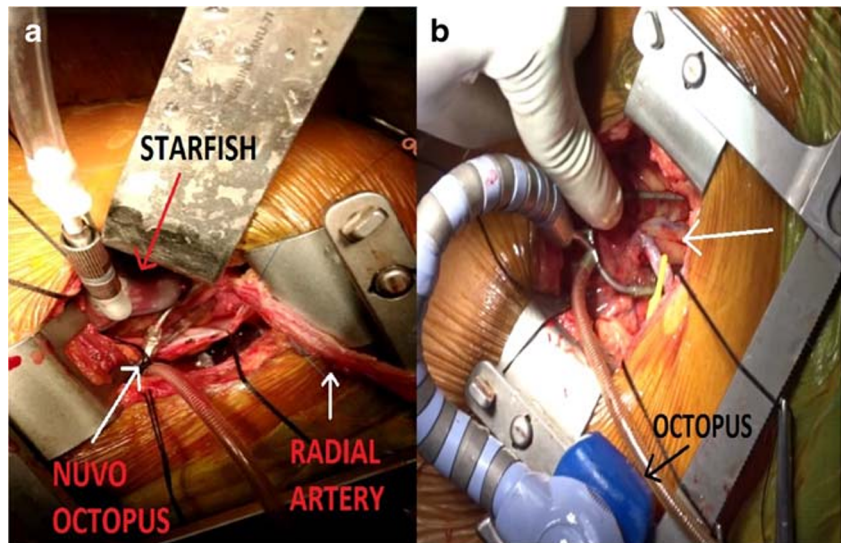 a
STARFISH
NUVO
OCTOPUS
RADIAL
ARTERY
b
OCTOPUS